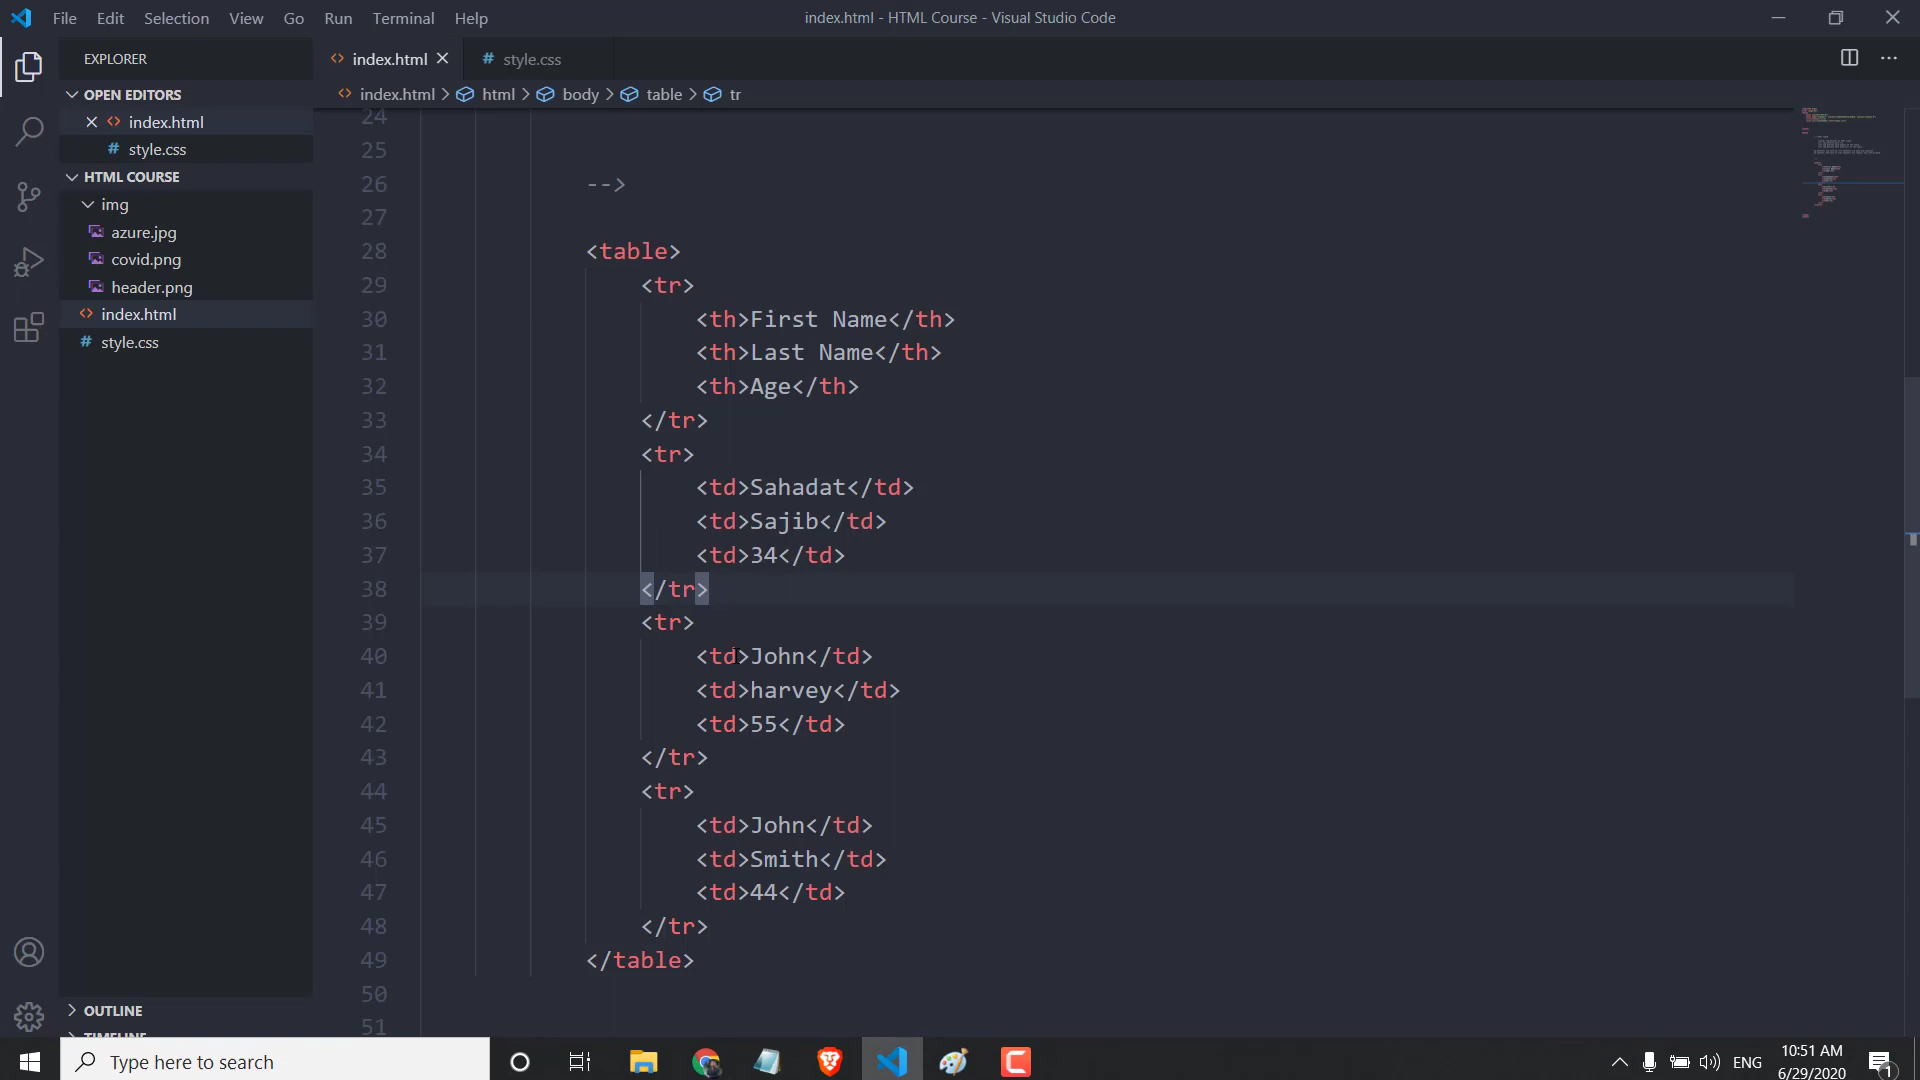 File Edit Selection View Go Run Terminal Help
index.html - HTML Course - Visual Studio Code
EXPLORER
index.html
# style.css
OPEN EDITORS
index.html > html > body > table > tr
index.html
# style.css
HTML COURSE
img
azure.jpg
covid.png
header.png
index.html
# style.css
OUTLINE
TIMELINE
24
25
26 -->
27
28 <table>
29 <tr>
30 <th>First Name</th>
31 <th>Last Name</th>
32 <th>Age</th>
33 </tr>
34 <tr>
35 <td>Sahadat</td>
36 <td>Sajib</td>
37 <td>34</td>
38 </tr>
39 <tr>
40 <td>John</td>
41 <td>harvey</td>
42 <td>55</td>
43 </tr>
44 <tr>
45 <td>John</td>
46 <td>Smith</td>
47 <td>44</td>
48 </tr>
49 </table>
50
51
Type here to search
ENG
10:51 AM
6/29/2020
1